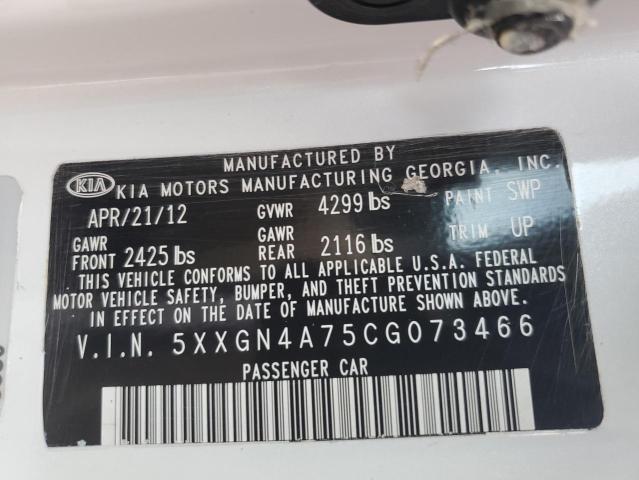 MANUFACTURED BY
KIA KIA MOTORS MANUFACTURING GEORGIA, INC.
APR/21/12 GVWR 4299 lbs PAINT SWP
GAWR FRONT 2425 lbs GAWR REAR 2116 lbs TRIM UP
THIS VEHICLE CONFORMS TO ALL APPLICABLE U.S.A. FEDERAL
MOTOR VEHICLE SAFETY, BUMPER, AND THEFT PREVENTION STANDARDS
IN EFFECT ON THE DATE OF MANUFACTURE SHOWN ABOVE.
V.I.N. 5XXGN4A75CG073466
PASSENGER CAR